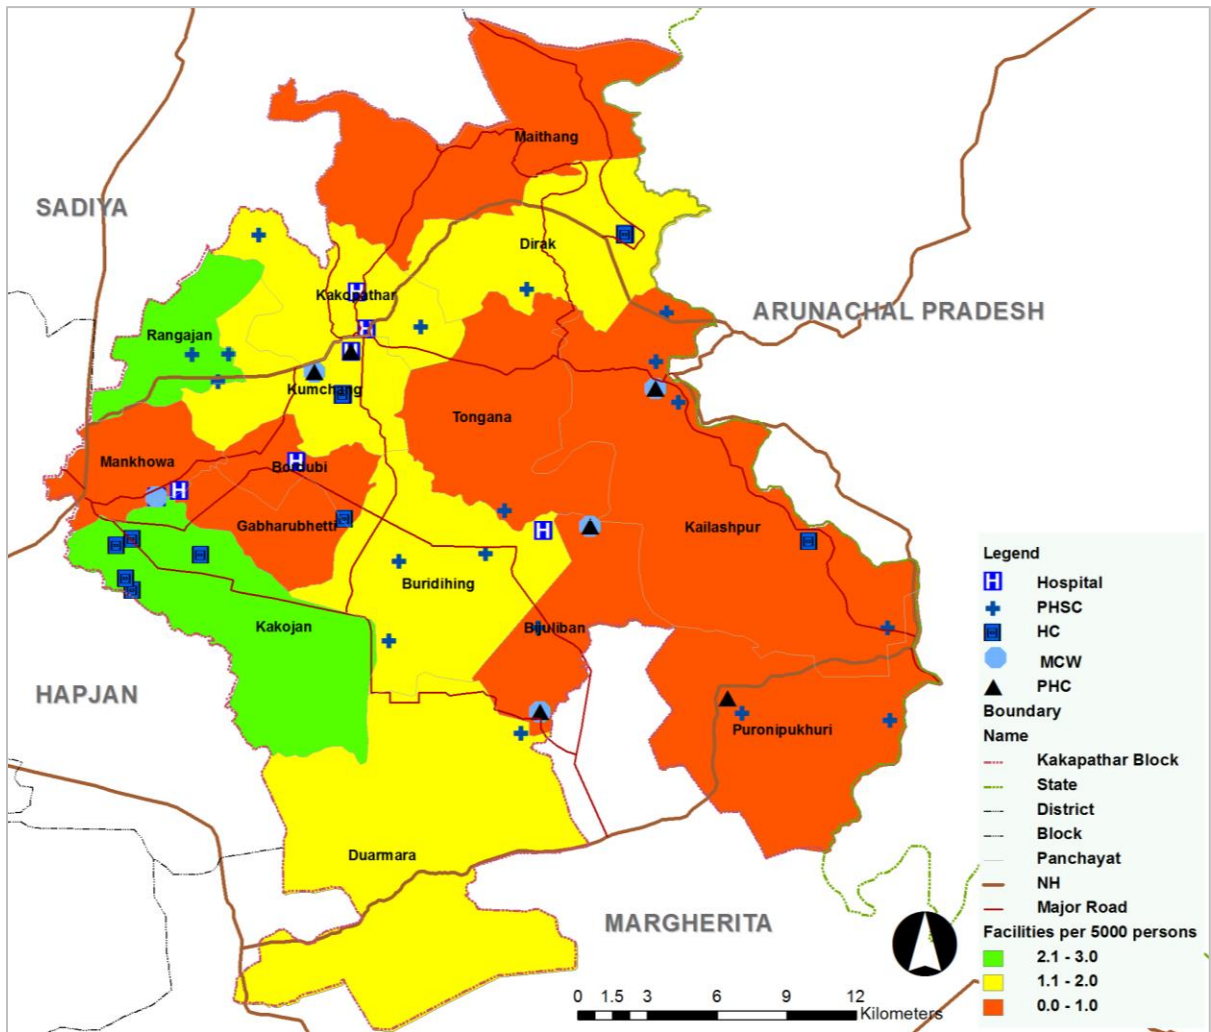 Maithang
SADIYA
Dirak
H
Kakopathar
ARUNACHAL PRADESH
Rangajan
H
H
H
Kumchang
H
Tongana
Mankhowa
H
Bordubi
H
Gabharubhetti
H
H
Kailashpur
H
H
H
H
Legend
H Hospital
Buridihing
PHSC
H
H
Kakojan
Bijuliban
H HC
MCW
HAPJAN
PHC
Boundary
Puronipukhuri
Name
Kakapathar Block
State
District
Block
Duarmara
Panchayat
NH
MARGHERITA
Major Road
Facilities per 5000 persons
2.1 - 3.0
1.1 - 2.0
0.0 - 1.0
0 1.5 3 6 9 12
Kilometers